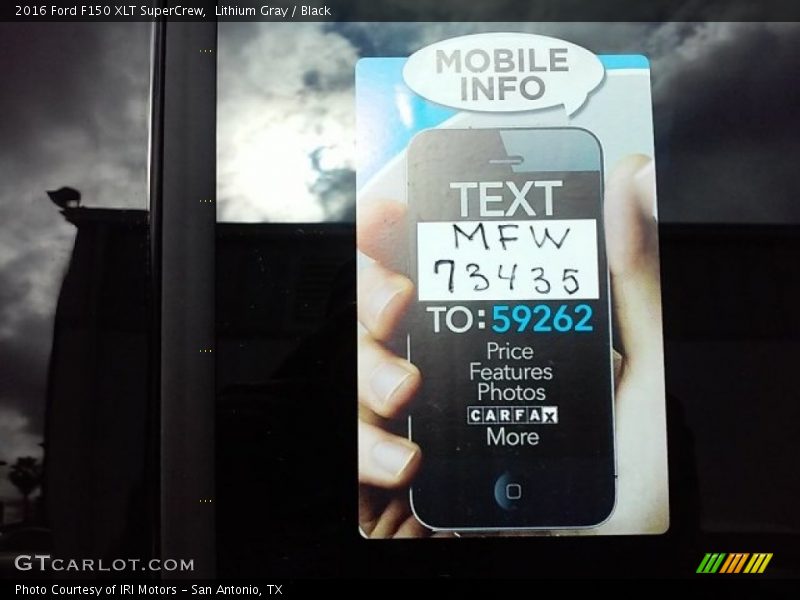 2016 Ford F150 XLT SuperCrew,  Lithium Gray / Black
MOBILE
INFO
TEXT
MFW
73435
TO: 59262
Price
Features
Photos
CARFAX
More
GTCARLOT.COM
Photo Courtesy of IRI Motors - San Antonio, TX